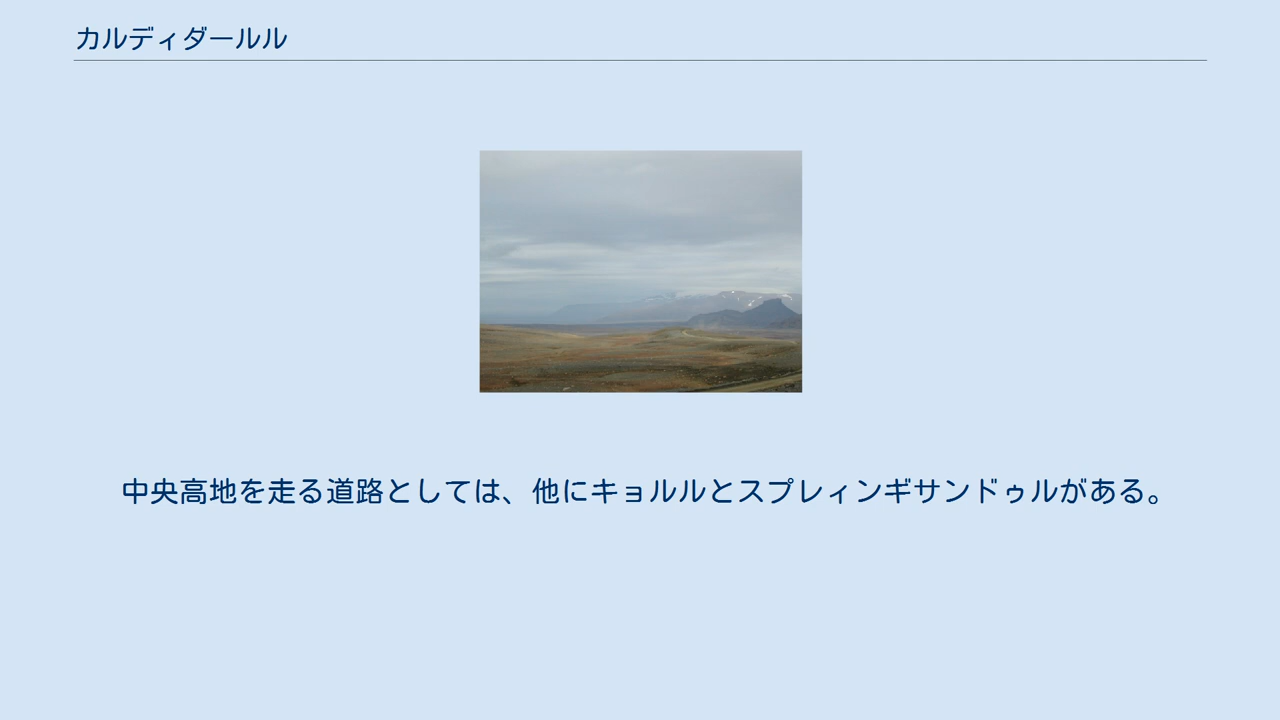 カルディダールル
中央高地を走る道路としては、他にキョルルとスプレィンギサンドゥルがある。